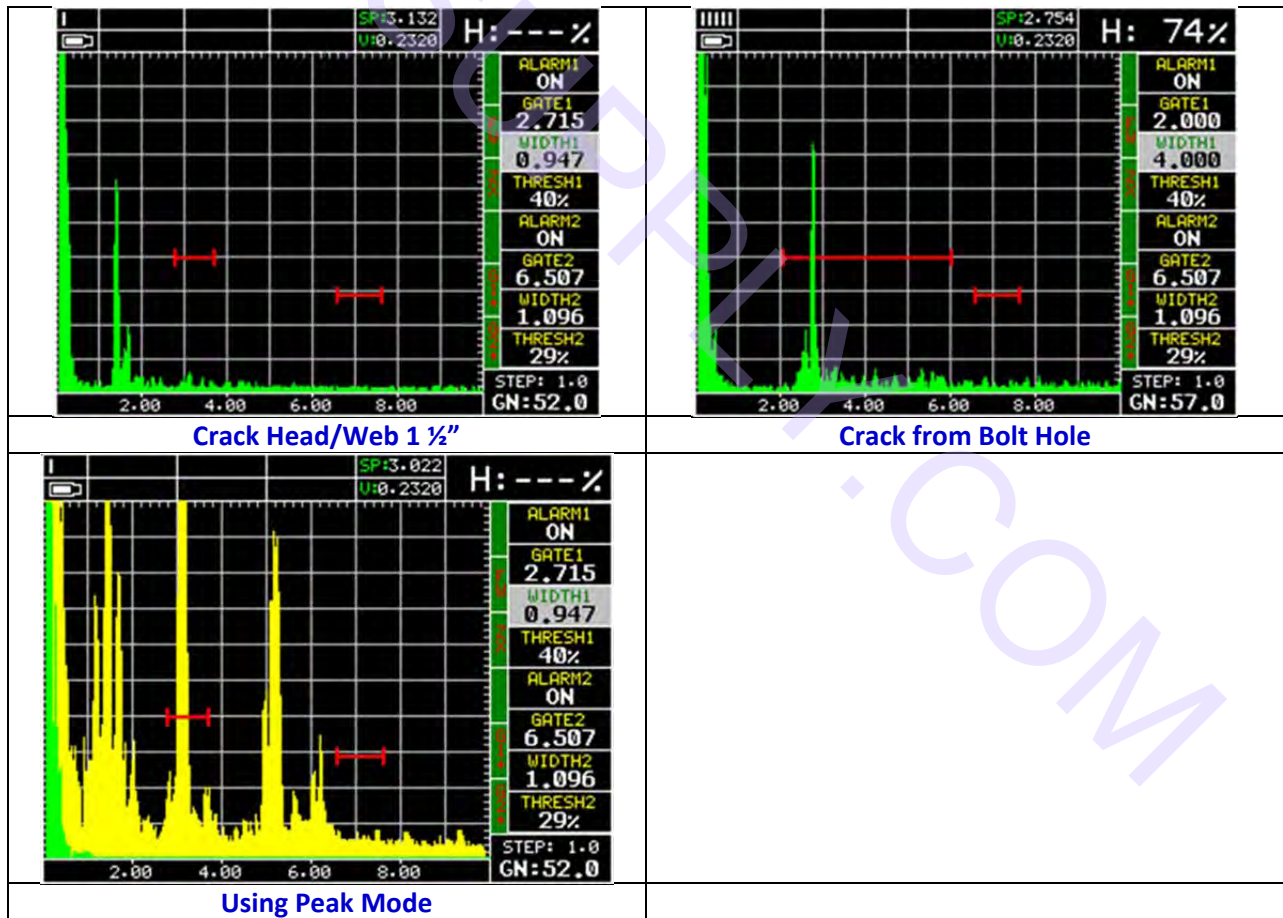 SP:3.132
H:---%
V:0.2320
ALARM1
ON
GATE1
2.715
WIDTH1
0.947
THRESH1
40%
ALARM2
ON
GATE2
6.507
WIDTH2
1.096
THRESH2
29%
STEP: 1.0
GN:52.0
2.00 4.00 6.00 8.00
Crack Head/Web 1 ½”
SP:2.754
H: 74%
V:0.2320
ALARM1
ON
GATE1
2.000
WIDTH1
4.000
THRESH1
40%
ALARM2
ON
GATE2
6.507
WIDTH2
1.096
THRESH2
29%
STEP: 1.0
GN:57.0
2.00 4.00 6.00 8.00
Crack from Bolt Hole
SP:3.022
H:---%
V:0.2320
ALARM1
ON
GATE1
2.715
WIDTH1
0.947
THRESH1
40%
ALARM2
ON
GATE2
6.507
WIDTH2
1.096
THRESH2
29%
STEP: 1.0
GN:52.0
2.00 4.00 6.00 8.00
Using Peak Mode
SUPPLY.COM